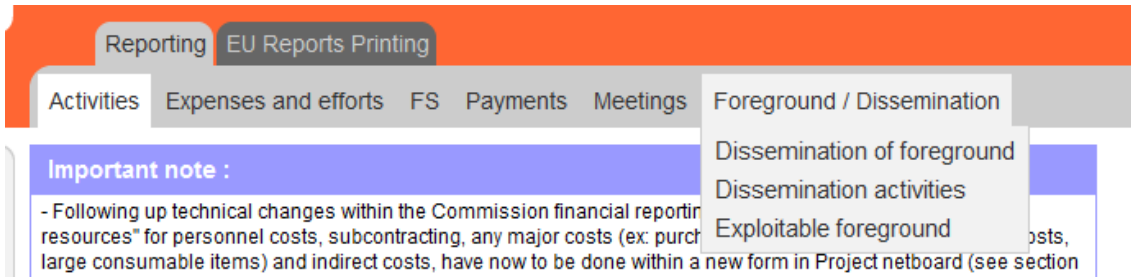 Reporting EU Reports Printing
Activities Expenses and efforts FS Payments Meetings Foreground / Dissemination
Dissemination of foreground
Dissemination activities
Exploitable foreground
Important note :
- Following up technical changes within the Commission financial
resources" for personnel costs, subcontracting, any major costs (ex:
large consumable items) and indirect costs, have now to be done within a new form in Project netboard (see section